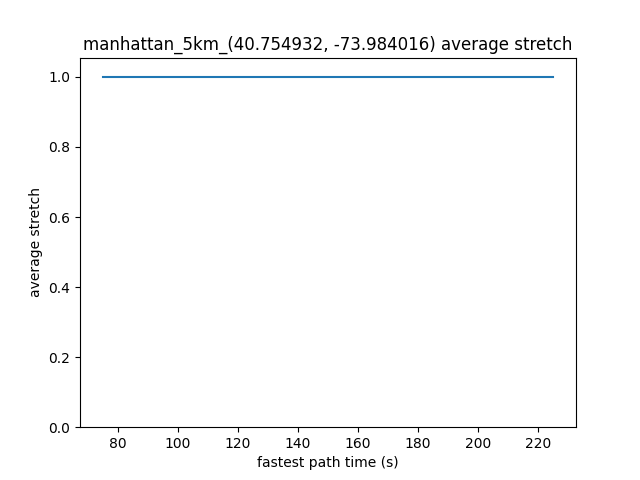 manhattan_5km_(40.754932, -73.984016) average stretch
1.0
0.8
0.6
0.4
0.2
0.0
average stretch
80 100 120 140 160 180 200 220
fastest path time (s)